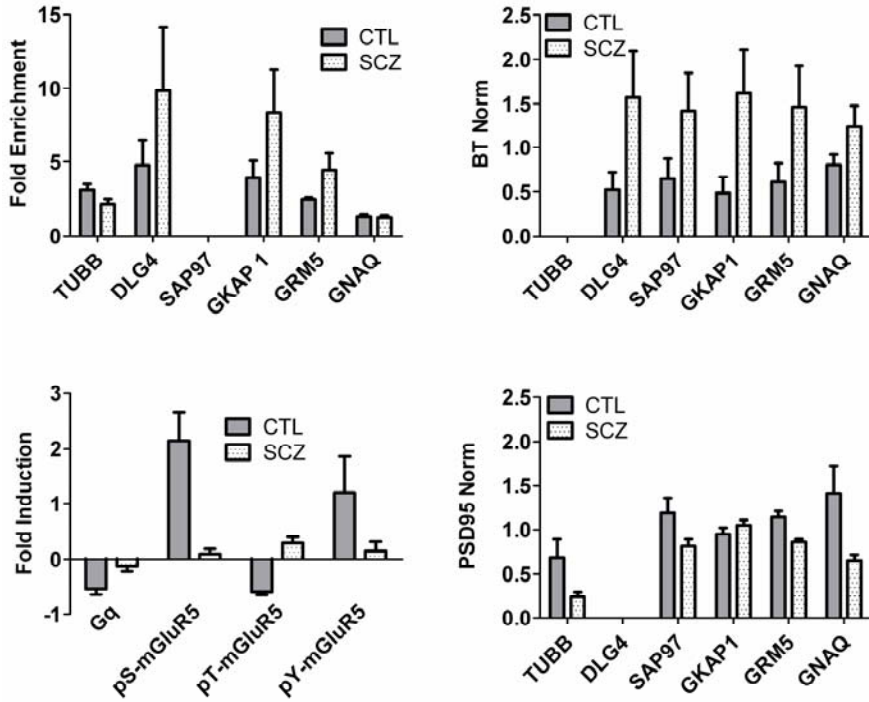 15
10
5
0
Fold Enrichment
CTL
SCZ
TUBB
DLG4
SAP97
GKAP 1
GRM5
GNAQ
2.5
2.0
1.5
1.0
0.5
0.0
BT Norm
CTL
SCZ
TUBB
DLG4
SAP97
GKAP1
GRM5
GNAQ
3
2
1
0
-1
Fold Induction
CTL
SCZ
Gq
pS-mGluR5
pT-mGluR5
pY-mGluR5
2.5
2.0
1.5
1.0
0.5
0.0
PSD95 Norm
CTL
SCZ
TUBB
DLG4
SAP97
GKAP1
GRM5
GNAQ